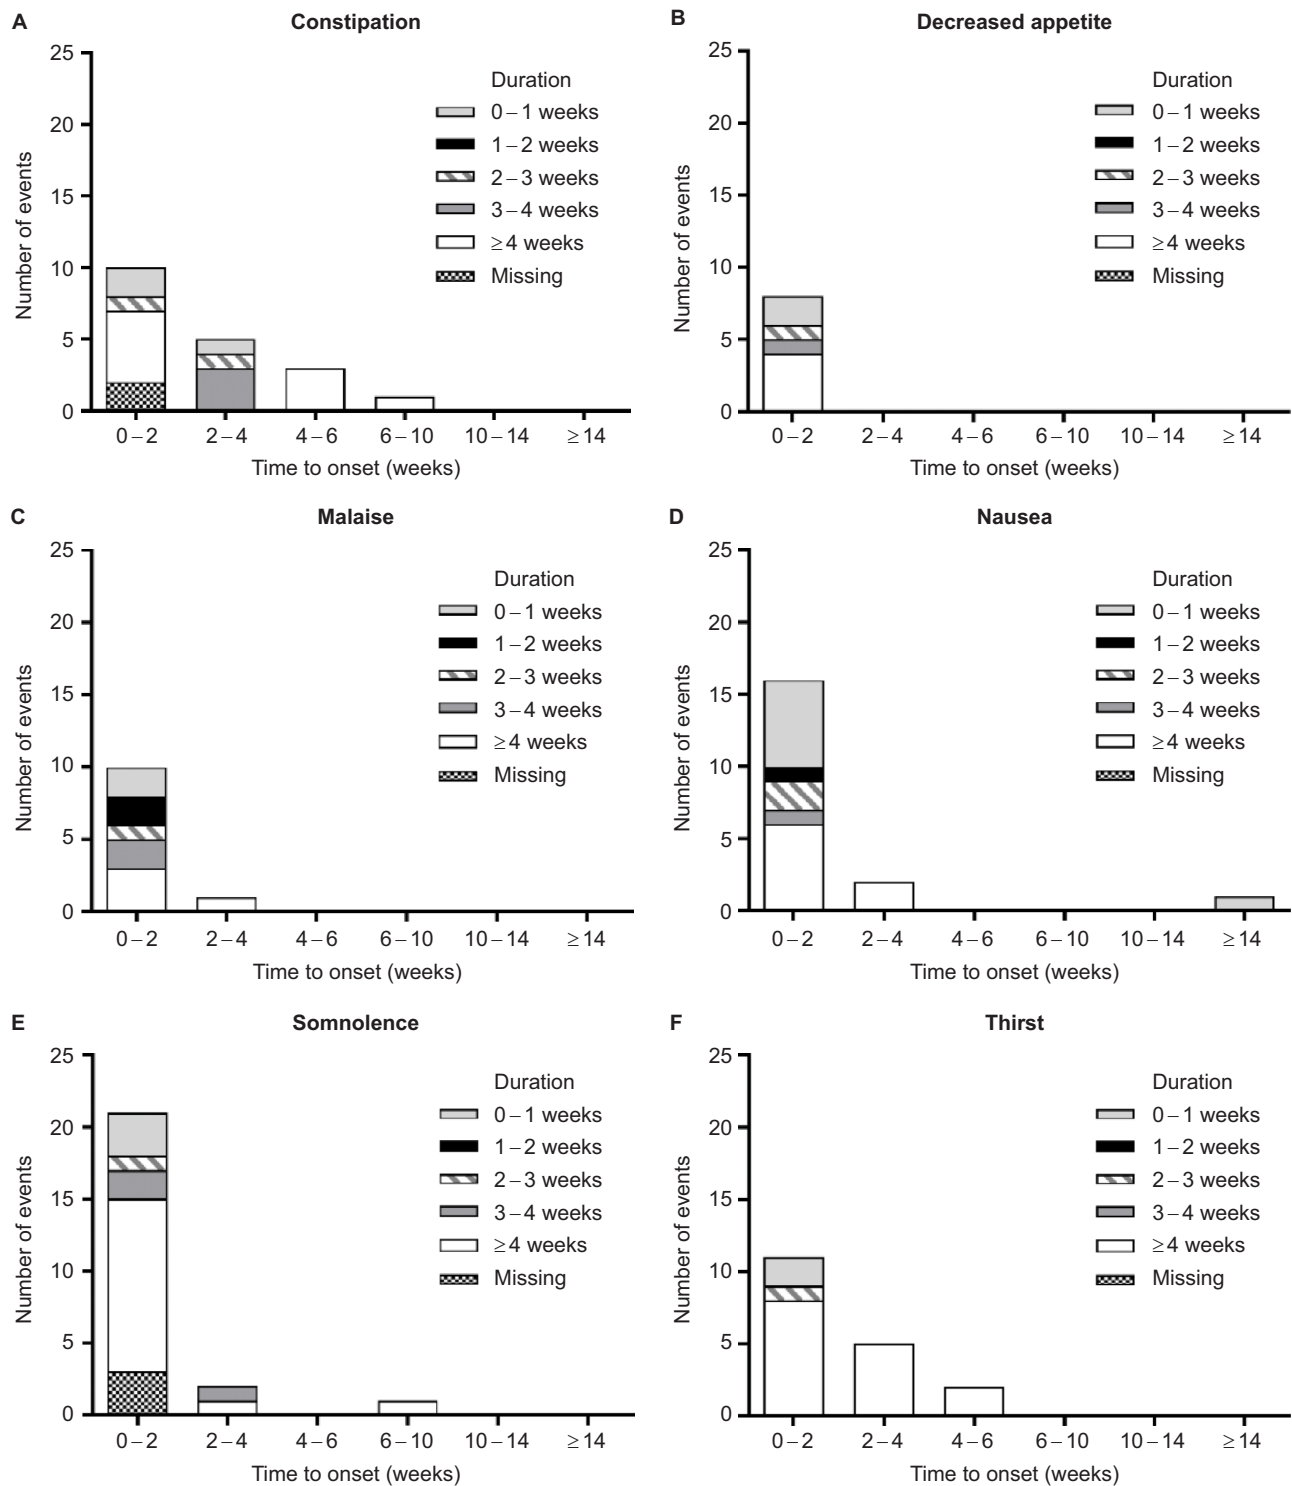 A
Constipation
25
20
15
10
5
0
Number of events
Duration
0–1 weeks
1–2 weeks
2–3 weeks
3–4 weeks
≥4 weeks
Missing
0–2
2–4
4–6
6–10
10–14
≥14
Time to onset (weeks)
B
Decreased appetite
25
20
15
10
5
0
Number of events
Duration
0–1 weeks
1–2 weeks
2–3 weeks
3–4 weeks
≥4 weeks
Missing
0–2
2–4
4–6
6–10
10–14
≥14
Time to onset (weeks)
C
Malaise
25
20
15
10
5
0
Number of events
Duration
0–1 weeks
1–2 weeks
2–3 weeks
3–4 weeks
≥4 weeks
Missing
0–2
2–4
4–6
6–10
10–14
≥14
Time to onset (weeks)
D
Nausea
25
20
15
10
5
0
Number of events
Duration
0–1 weeks
1–2 weeks
2–3 weeks
3–4 weeks
≥4 weeks
Missing
0–2
2–4
4–6
6–10
10–14
≥14
Time to onset (weeks)
E
Somnolence
25
20
15
10
5
0
Number of events
Duration
0–1 weeks
1–2 weeks
2–3 weeks
3–4 weeks
≥4 weeks
Missing
0–2
2–4
4–6
6–10
10–14
≥14
Time to onset (weeks)
F
Thirst
25
20
15
10
5
0
Number of events
Duration
0–1 weeks
1–2 weeks
2–3 weeks
3–4 weeks
≥4 weeks
Missing
0–2
2–4
4–6
6–10
10–14
≥14
Time to onset (weeks)